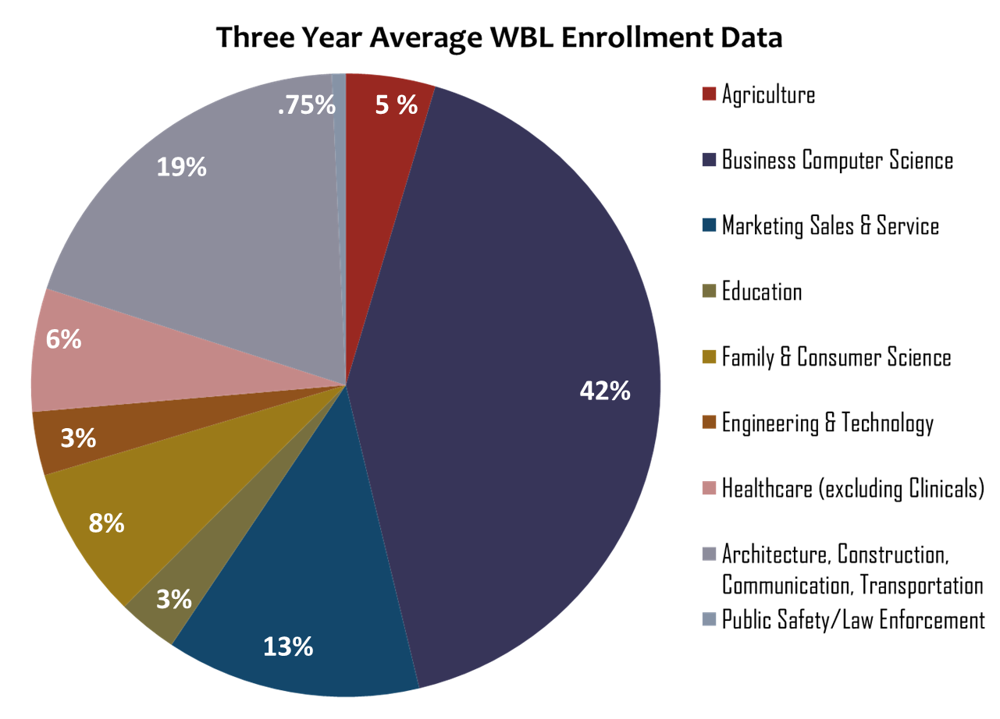 Three Year Average WBL Enrollment Data
.75%
5 %
19%
6%
42%
3%
8%
3%
13%
Agriculture
Business Computer Science
Marketing Sales & Service
Education
Family & Consumer Science
Engineering & Technology
Healthcare (excluding Clinicals)
Architecture, Construction,
Communication, Transportation
Public Safety/Law Enforcement